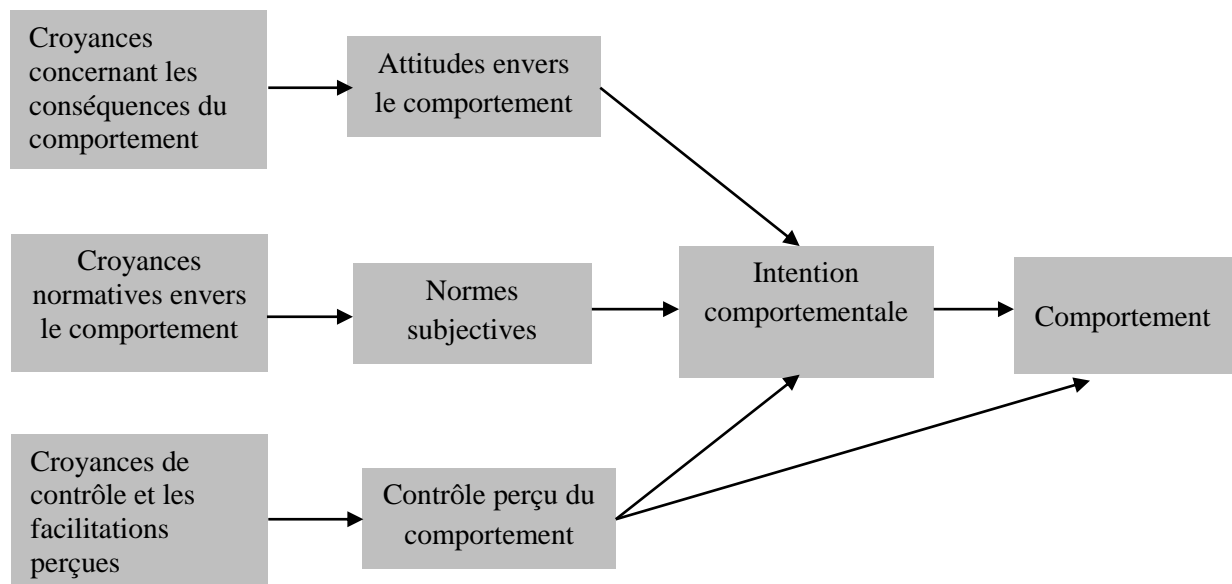 Croyances
concernant les
conséquences du
comportement
Attitudes envers
le comportement
Croyances
normatives envers
le comportement
Normes
subjectives
Intention
comportementale
Comportement
Croyances de
contrôle et les
facilitations
perçues
Contrôle perçu du
comportement